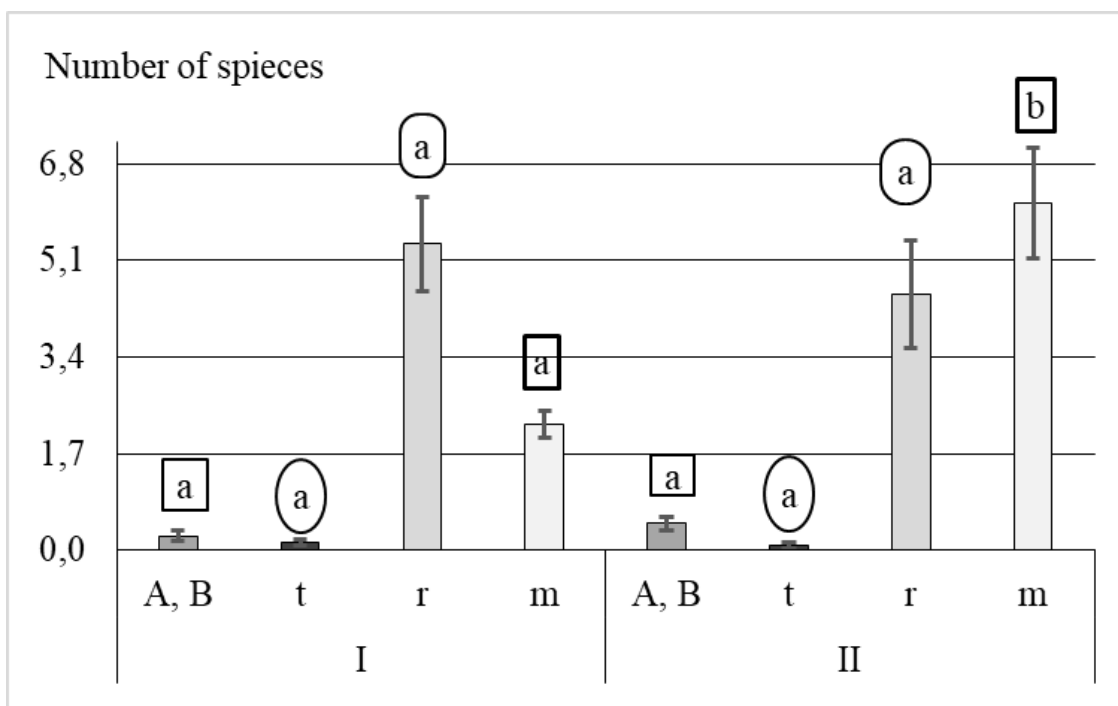 Number of spieces
b
a
a
6,8
5,1
a
3,4
1,7
a
a
a
a
0,0
A, B t r m A, B t r m
I II